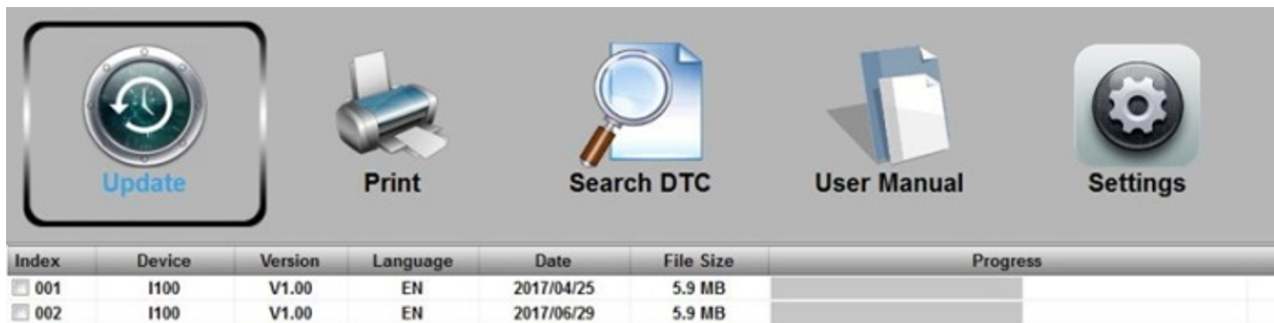 Update Print Search DTC User Manual Settings
Index Device Version Language Date File Size Progress
001 I100 V1.00 EN 2017/04/25 5.9 MB
002 I100 V1.00 EN 2017/06/29 5.9 MB